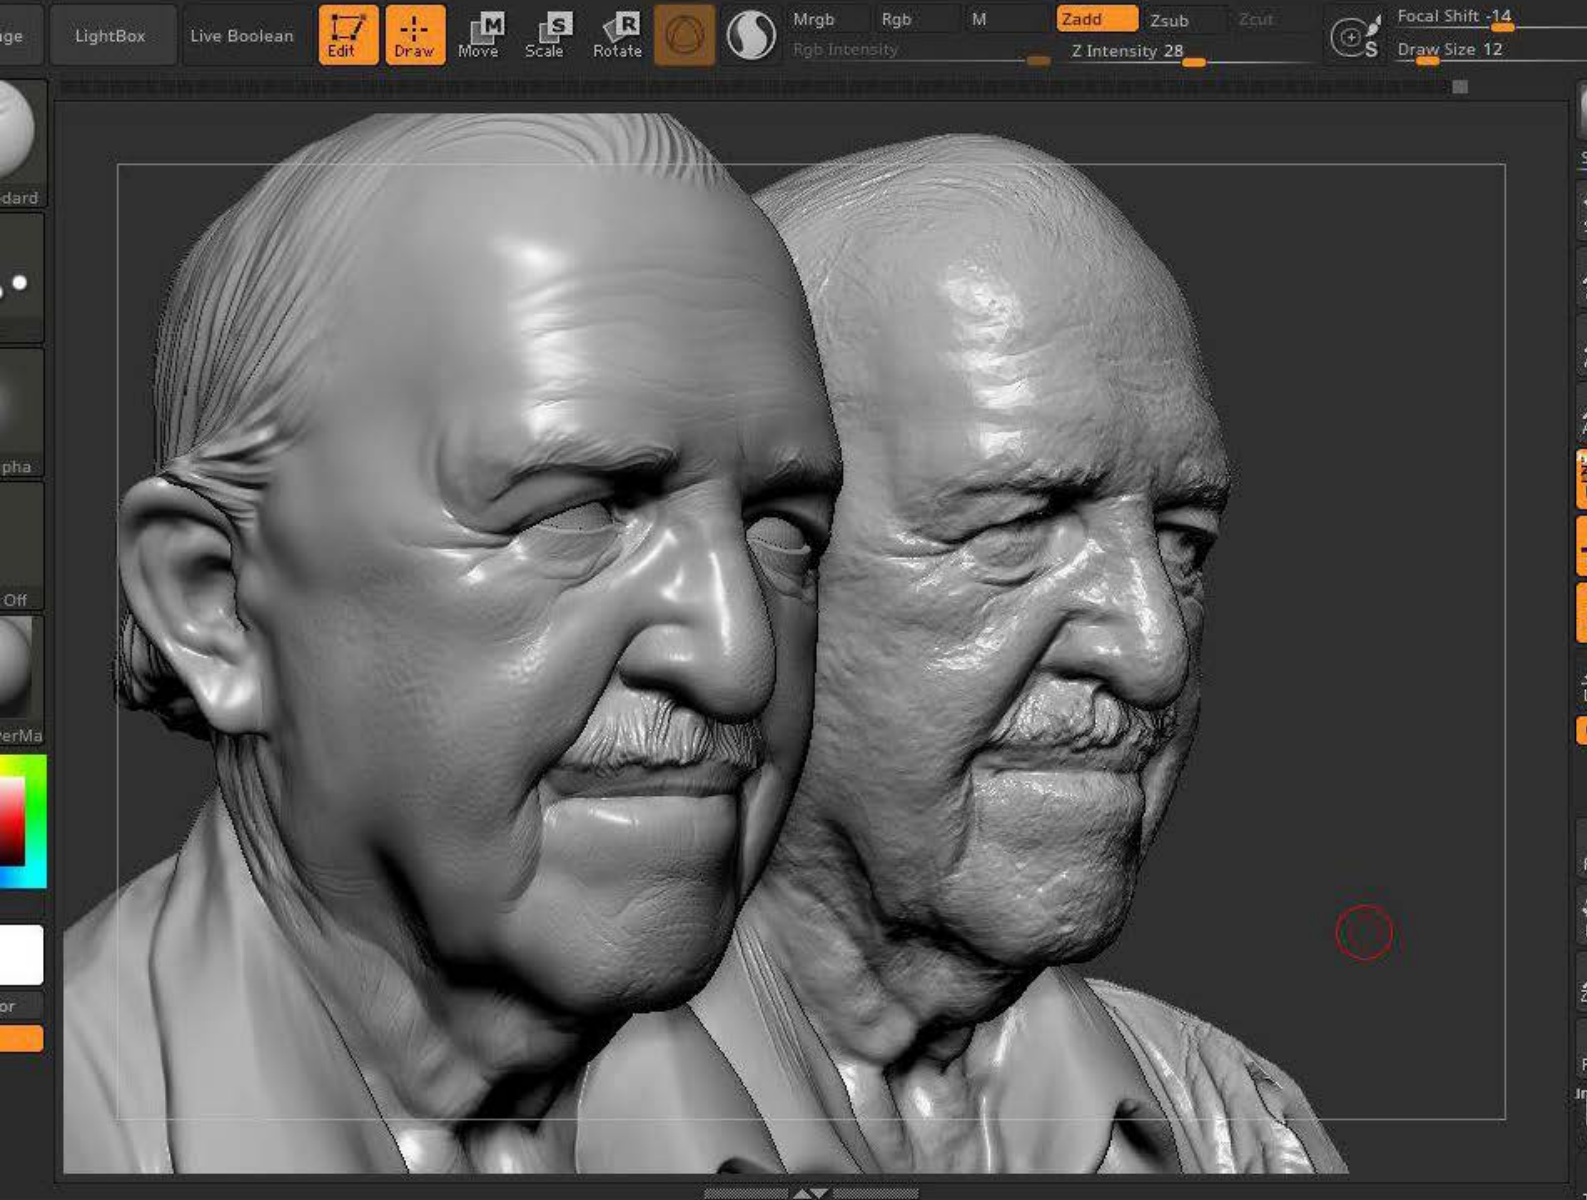 LightBox
Live Boolean
Edit
Draw
M
Move
S
Scale
R
Rotate
Mrgb
Rgb
M
Zadd
Zsub
Zcut
Rgb Intensity
Z Intensity 28
S
Focal Shift -14
Draw Size 12
dard
pha
Off
erMa
or